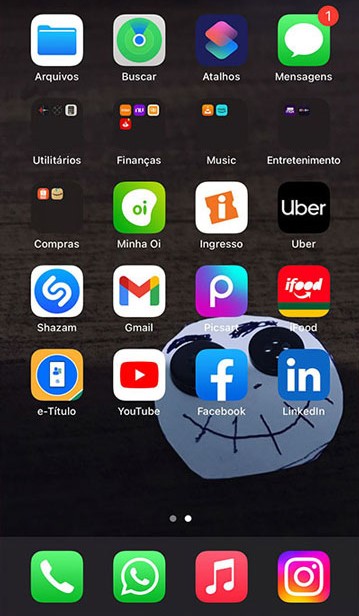 1
Arquivos
Buscar
Atalhos
Mensagens
Utilitários
Finanças
Music
Entretenimento
Compras
oi
Minha Oi
Ingresso
Uber
Uber
Shazam
Gmail
Picsart
ifood
iFood
e-Título
YouTube
Facebook
in
LinkedIn